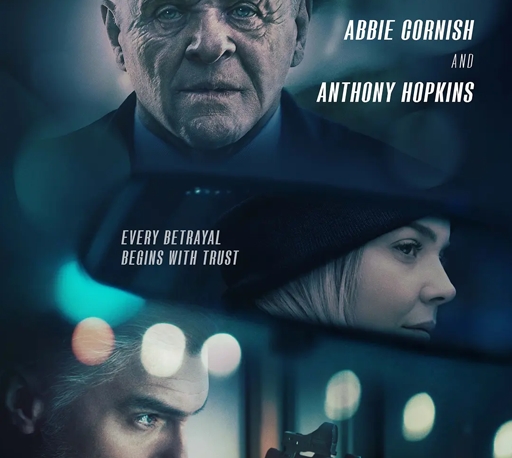 ABBIE CORNISH
AND
ANTHONY HOPKINS
EVERY BETRAYAL
BEGINS WITH TRUST